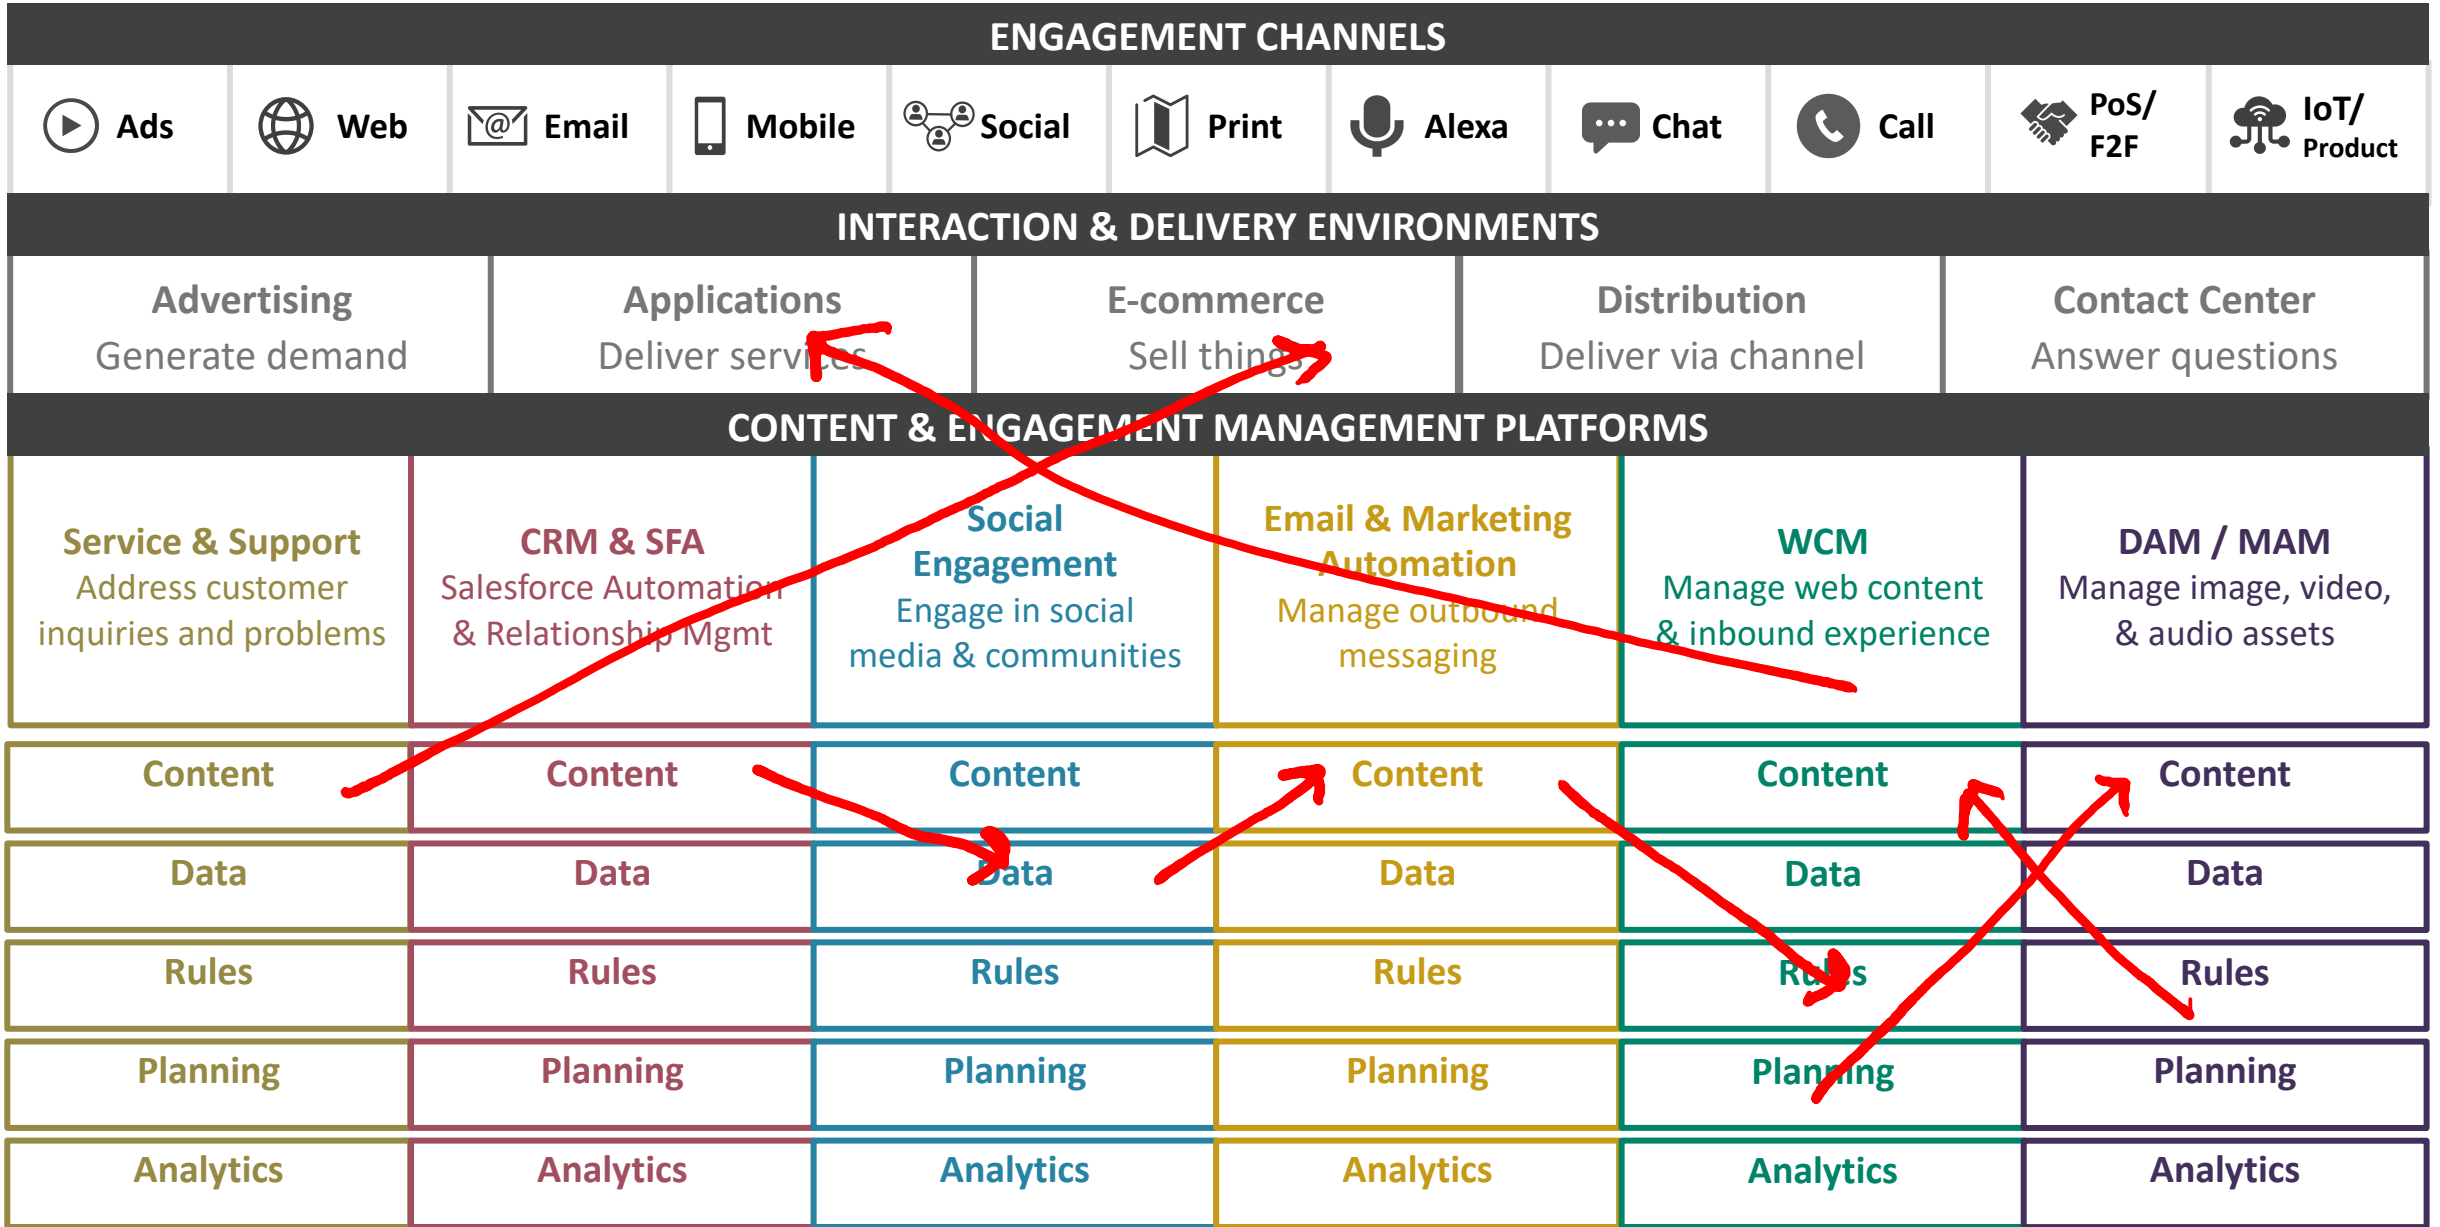 ENGAGEMENT CHANNELS
Ads
Web
@
Email
Mobile
Social
Print
Alexa
Chat
Call
PoS/
F2F
IoT/
Product
INTERACTION & DELIVERY ENVIRONMENTS
Advertising
Generate demand
Applications
Deliver services
E-commerce
Sell things
Distribution
Deliver via channel
Contact Center
Answer questions
CONTENT & ENGAGEMENT MANAGEMENT PLATFORMS
Service & Support
Address customer
inquiries and problems
CRM & SFA
Salesforce Automation
& Relationship Mgmt
Social
Engagement
Engage in social
media & communities
Email & Marketing
Automation
Manage outbound
messaging
WCM
Manage web content
& inbound experience
DAM / MAM
Manage image, video,
& audio assets
Content Content Content Content Content Content
Data Data Data Data Data Data
Rules Rules Rules Rules Rules Rules
Planning Planning Planning Planning Planning Planning
Analytics Analytics Analytics Analytics Analytics Analytics